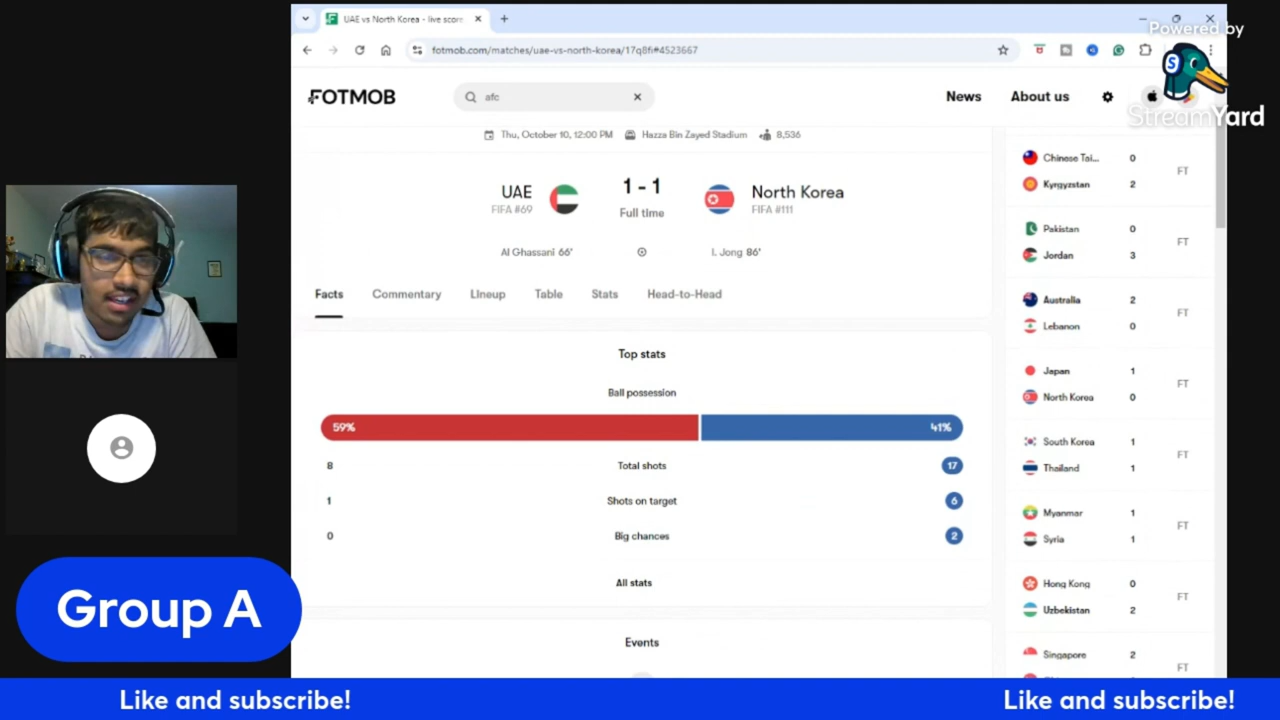 UAE vs North Korea - live score
fotmob.com/matches/uae-vs-north-korea/17q8fi#4523667
Powered by
StreamYard
FOTMOB
afc
News
About us
Thu, October 10, 12:00 PM
Hazza Bin Zayed Stadium
8,536
UAE
FIFA #69
1 - 1
Full time
North Korea
FIFA #111
Al Ghassani 66'
I. Jong 86'
Facts
Commentary
Lineup
Table
Stats
Head-to-Head
Top stats
Ball possession
59%
41%
8
Total shots
17
1
Shots on target
6
0
Big chances
2
All stats
Events
Chinese Tai... 0
Kyrgyzstan 2
FT
Pakistan 0
Jordan 3
FT
Australia 2
Lebanon 0
FT
Japan 1
North Korea 0
FT
South Korea 1
Thailand 1
FT
Myanmar 1
Syria 1
FT
Hong Kong 0
Uzbekistan 2
FT
Singapore 2
FT
Group A
Like and subscribe!
Like and subscribe!